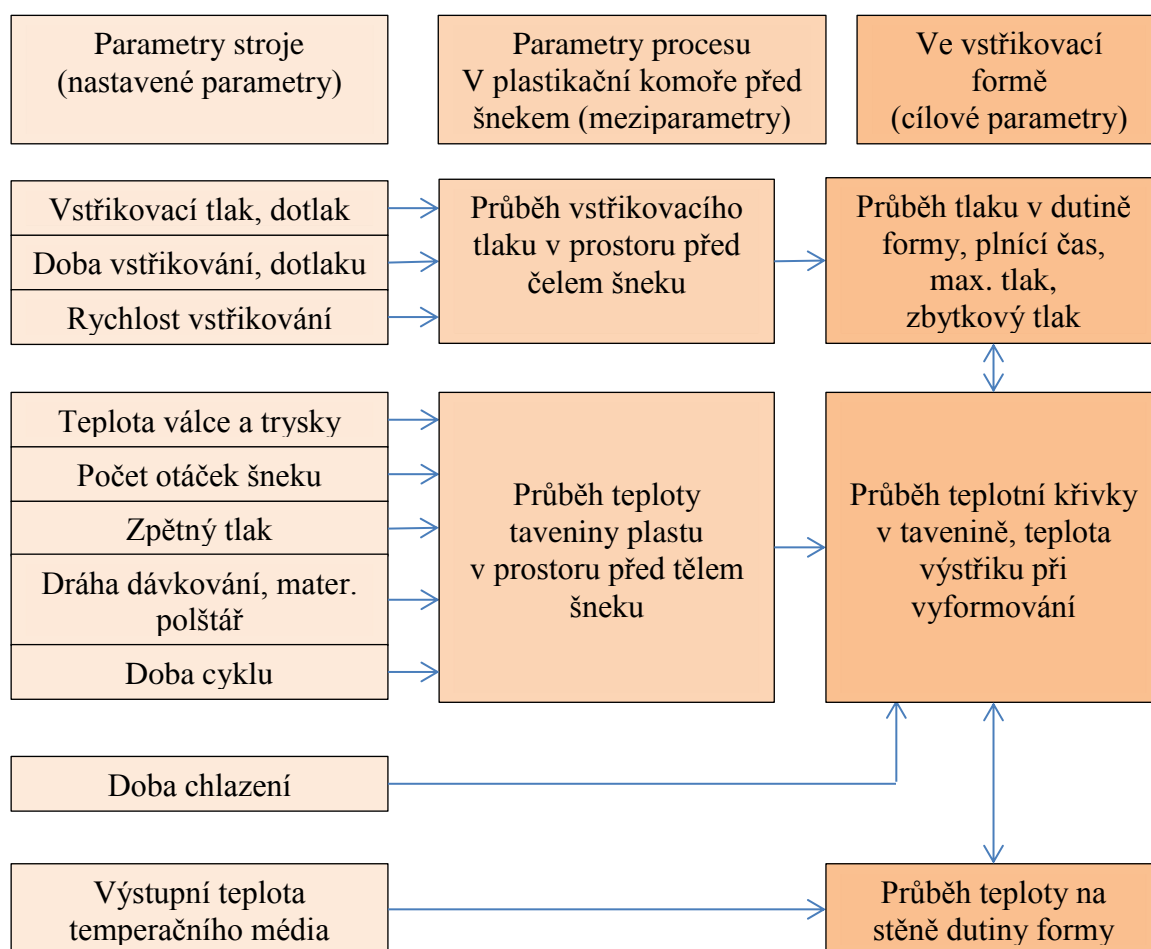 Parametry stroje
(nastavené parametry)
Parametry procesu
V plastikační komoře před
šnekem (meziparametry)
Ve vstřikovací
formě
(cílové parametry)
Vstřikovací tlak, dotlak
Doba vstřikování, dotlaku
Rychlost vstřikování
Průběh vstřikovacího
tlaku v prostoru před
čelem šneku
Průběh tlaku v dutině
formy, plnící čas,
max. tlak,
zbytkový tlak
Teplota válce a trysky
Počet otáček šneku
Zpětný tlak
Dráha dávkování, mater.
polštář
Doba cyklu
Průběh teploty
taveniny plastu
v prostoru před tělem
šneku
Průběh teplotní křivky
v tavenině, teplota
výstřiku při
vyformování
Doba chlazení
Výstupní teplota
temperačního média
Průběh teploty na
stěně dutiny formy